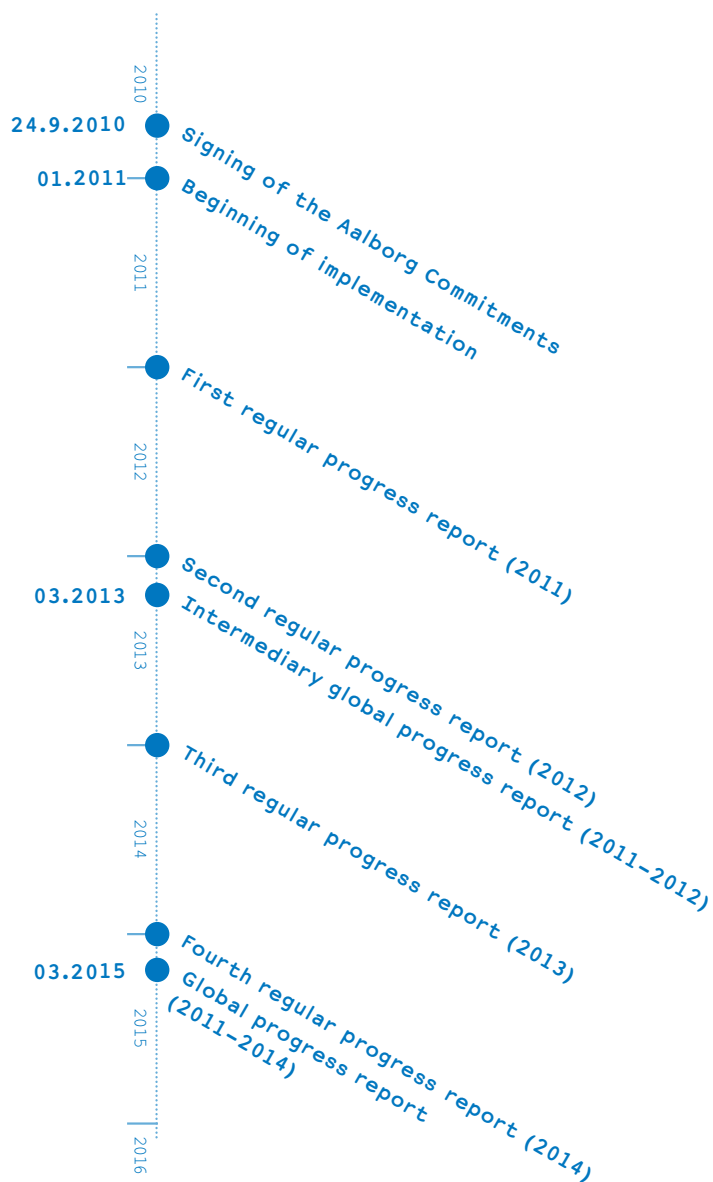 2010
24.9.2010
Signing of the Aalborg Commitments
01.2011
Beginning of implementation
2011
First regular progress report (2011)
2012
Second regular progress report (2012)
03.2013
Intermediary global progress report (2011–2012)
2013
Third regular progress report (2013)
2014
Fourth regular progress report (2014)
03.2015
Global progress report
(2011–2014)
2015
2016